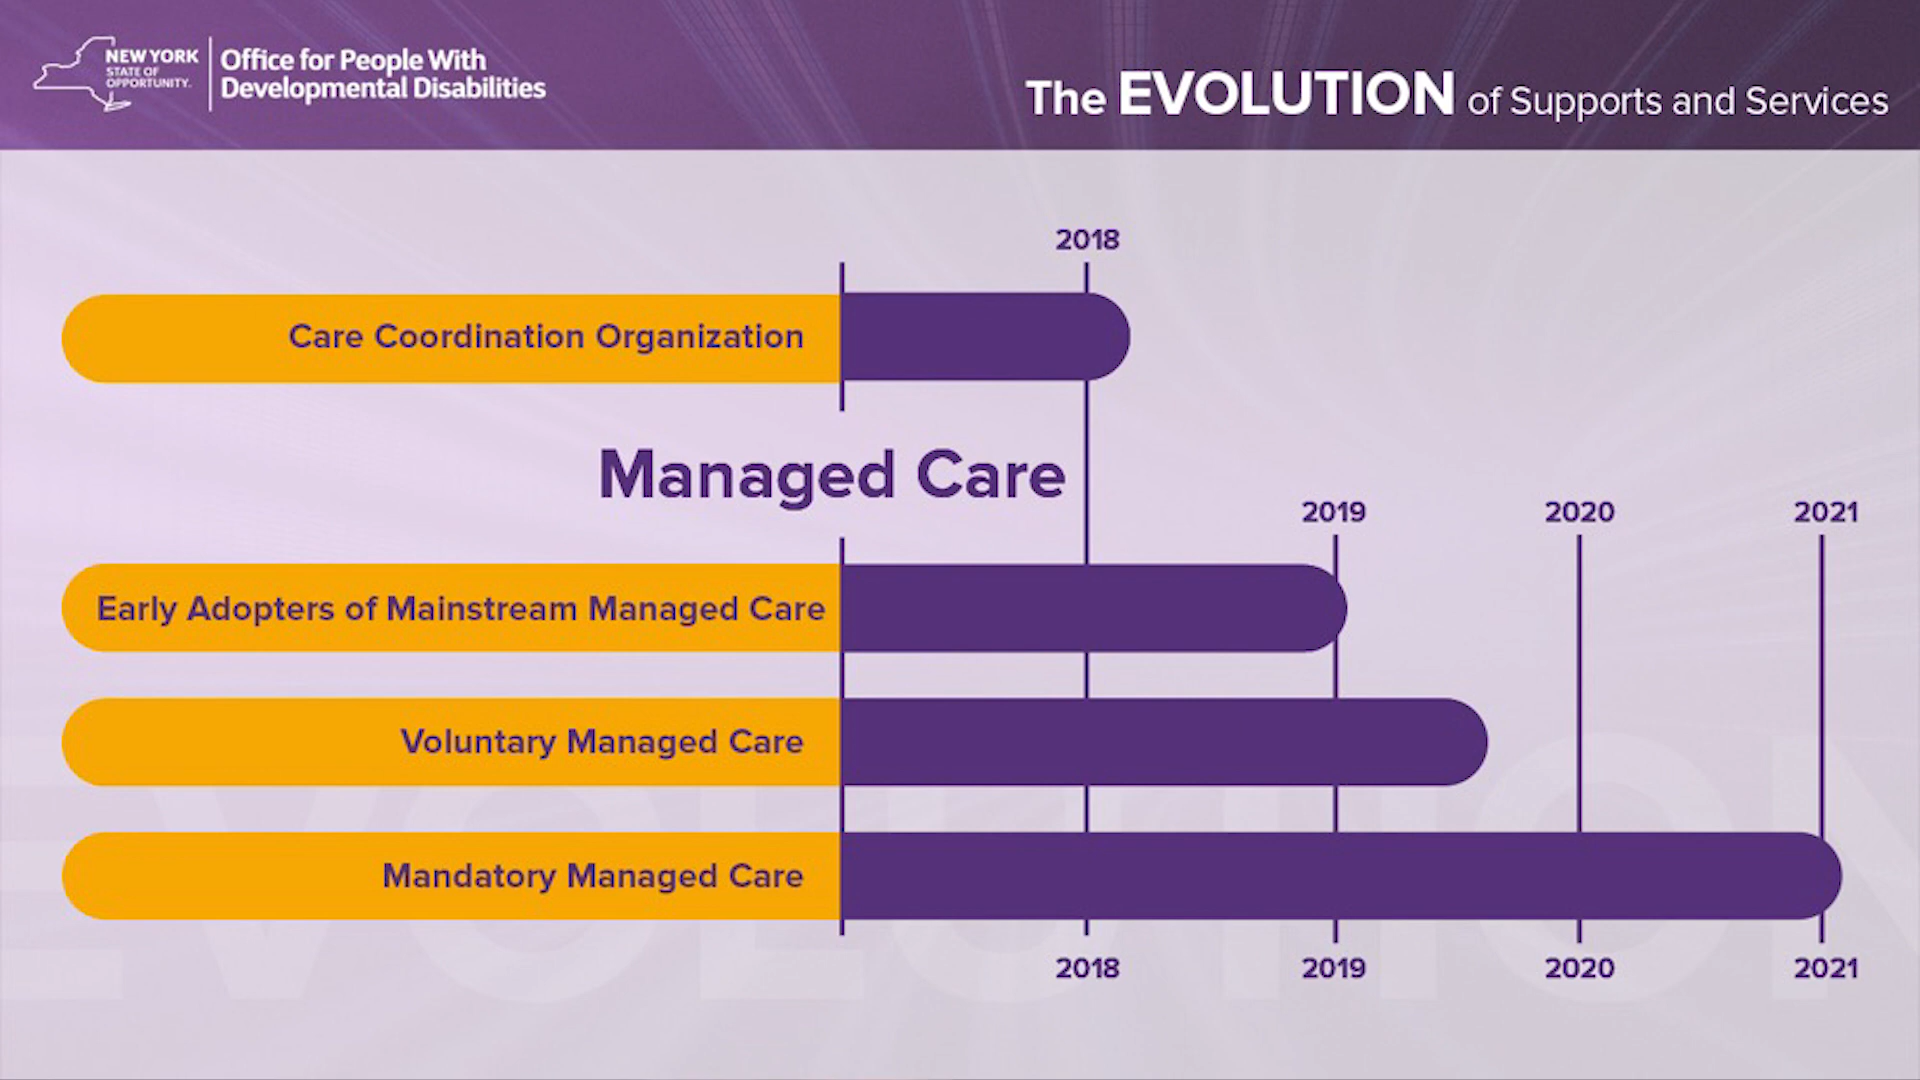 NEW YORK
STATE OF
OPPORTUNITY.
Office for People With
Developmental Disabilities
The EVOLUTION of Supports and Services
2018
Care Coordination Organization
Managed Care
2019 2020 2021
Early Adopters of Mainstream Managed Care
Voluntary Managed Care
Mandatory Managed Care
2018 2019 2020 2021
EVOLUTION